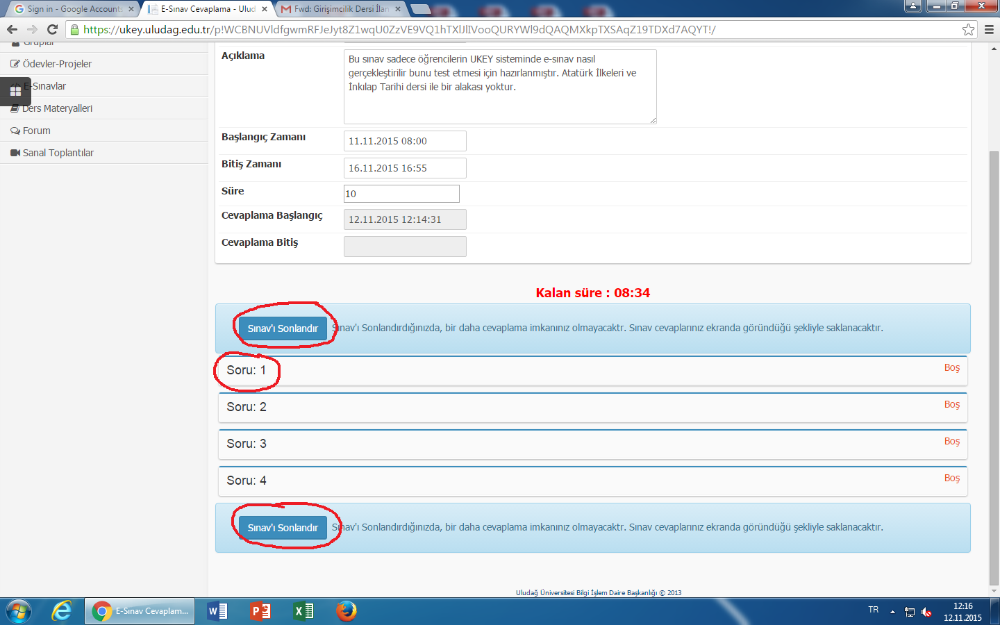 Sign in - Google Accounts
E-Sınav Cevaplama - Ulud
Fwd: Girişimcilik Dersi İlan
https://ukey.uludag.edu.tr/
Gruplar
Ödevler-Projeler
E-Sınavlar
Ders Materyalleri
Forum
Sanal Toplantılar
Açıklama
Bu sınav sadece öğrencilerin UKEY sisteminde e-sınav nasıl
gerçekleştirilir bunu test etmesi için hazırlanmıştır. Atatürk İlkeleri ve
İnkılap Tarihi dersi ile bir alakası yoktur.
Başlangıç Zamanı
11.11.2015 08:00
Bitiş Zamanı
16.11.2015 16:55
Süre
10
Cevaplama Başlangıç
12.11.2015 12:14:31
Cevaplama Bitiş
Kalan süre : 08:34
Sınav'ı Sonlandır Sınav'ı Sonlandırdığınızda, bir daha cevaplama imkanınız olmayacaktr. Sınav cevaplarınız ekranda göründüğü şekliyle saklanacaktır.
Soru: 1 Boş
Soru: 2 Boş
Soru: 3 Boş
Soru: 4 Boş
Sınav'ı Sonlandır Sınav'ı Sonlandırdığınızda, bir daha cevaplama imkanınız olmayacaktr. Sınav cevaplarınız ekranda göründüğü şekliyle saklanacaktır.
Uludağ Üniversitesi Bilgi İşlem Daire Başkanlığı © 2013
E-Sınav Cevaplam...
TR
12:16
12.11.2015